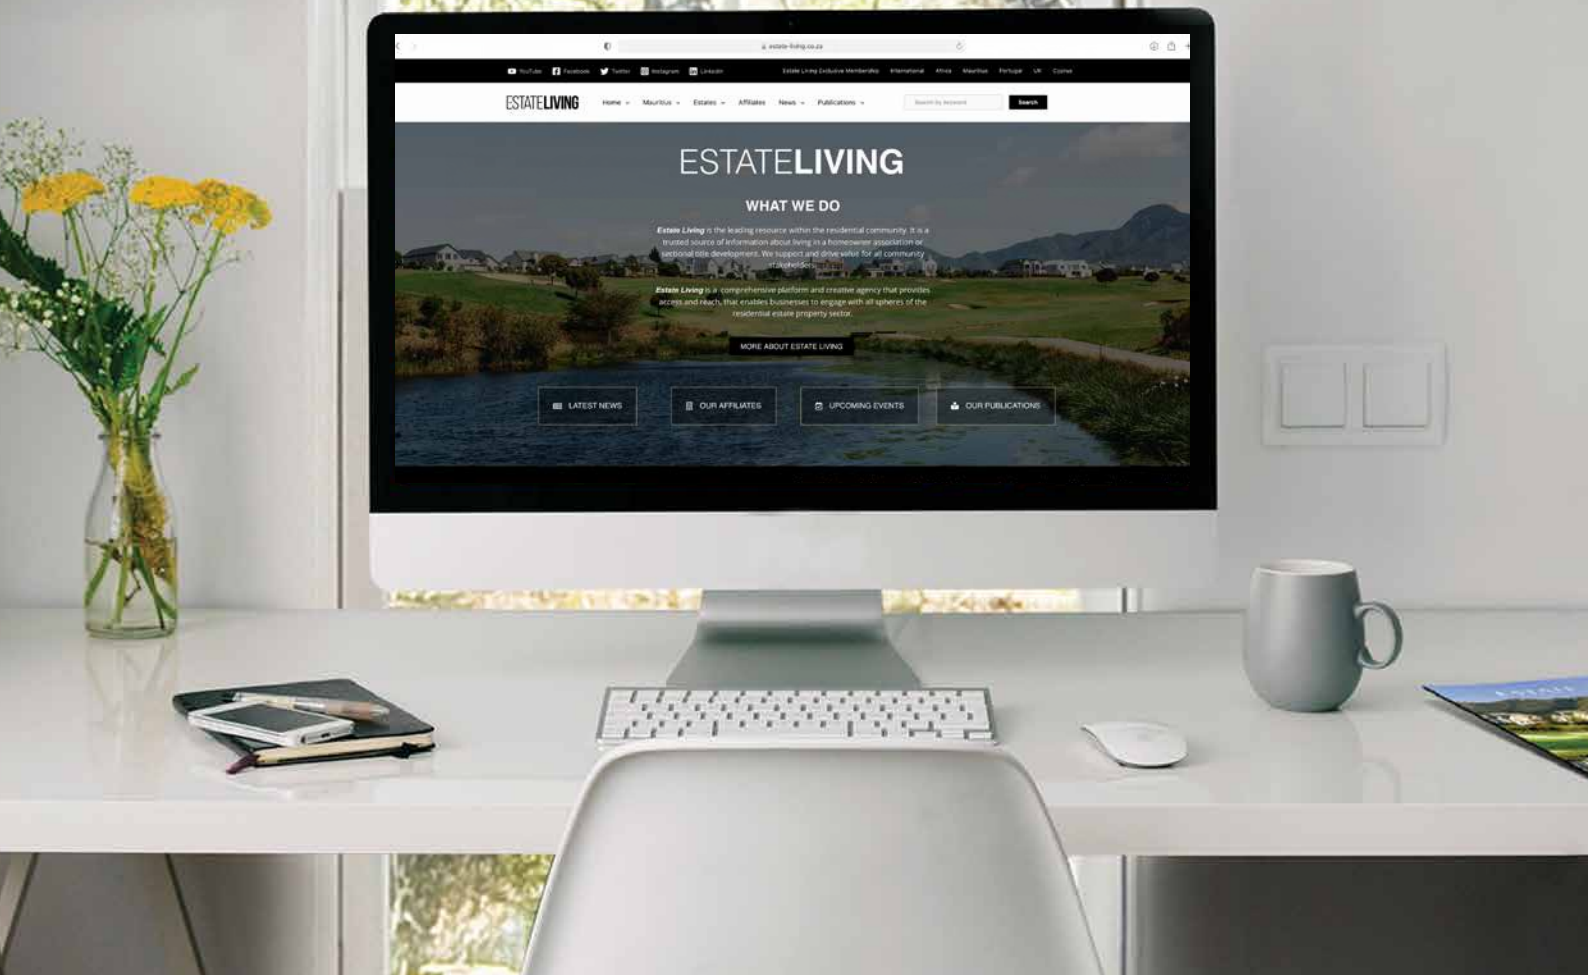 estate-living.co.za
YouTube Facebook Twitter Instagram LinkedIn Estate Living Exclusive Membership International Africa Mauritius Portugal UK Cyprus
ESTATELIVING Home Mauritius Estates Affiliates News Publications Search by keyword Search
ESTATELIVING
WHAT WE DO
Estate Living is the leading resource within the residential community. It is a
trusted source of information about living in a homeowner association or
sectional title development. We support and drive value for all community
stakeholders.
Estate Living is a comprehensive platform and creative agency that provides
access and reach, that enables businesses to engage with all spheres of the
residential estate property sector.
MORE ABOUT ESTATE LIVING
LATEST NEWS OUR AFFILIATES UPCOMING EVENTS OUR PUBLICATIONS
ESTATE